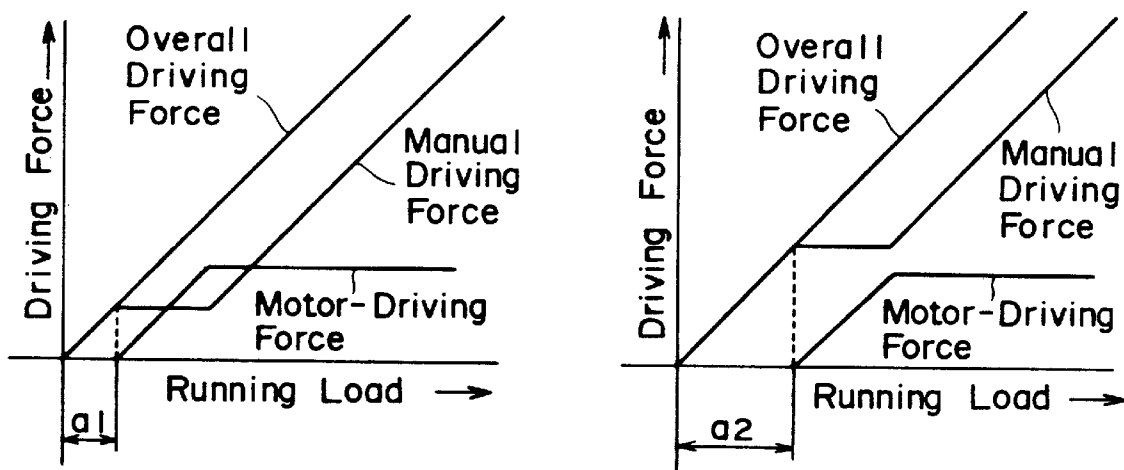 Driving Force
Overall
Driving
Force
Manual
Driving
Force
Motor-Driving
Force
Running Load
a1
Driving Force
Overall
Driving
Force
Manual
Driving
Force
Motor-Driving
Force
Running Load
a2